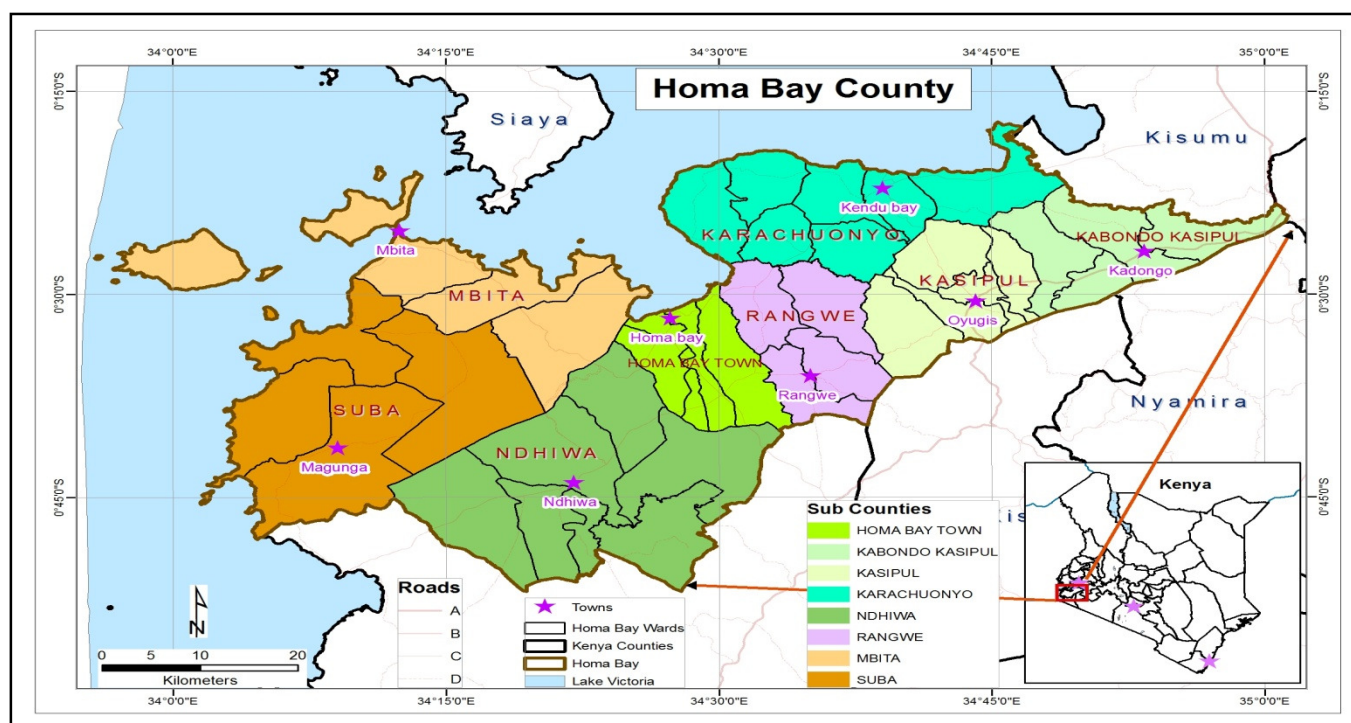 34°0'0"E 34°15'0"E 34°30'0"E 34°45'0"E 35°0'0"E
Homa Bay County
0°15'0"S 0°15'0"S
Siaya
Kisumu
Kendu bay
KARACHUONYO
KABONDO KASIPUL
Mbita
Kadongo
KASIPUL
MBITA
0°30'0"S 0°30'0"S
RANGWE
Oyugis
Homa bay
HOMA BAY TOWN
Rangwe
Nyamira
SUBA
NDHIWA
Magunga
Ndhiwa
0°45'0"S 0°45'0"S
Kenya
Sub Counties
HOMA BAY TOWN
KABONDO KASIPUL
KASIPUL
KARACHUONYO
NDHIWA
RANGWE
MBITA
SUBA
Roads
A
B
C
D
Towns
Homa Bay Wards
Kenya Counties
Homa Bay
Lake Victoria
N
0 5 10 20
Kilometers
34°0'0"E 34°15'0"E 34°30'0"E 34°45'0"E 35°0'0"E